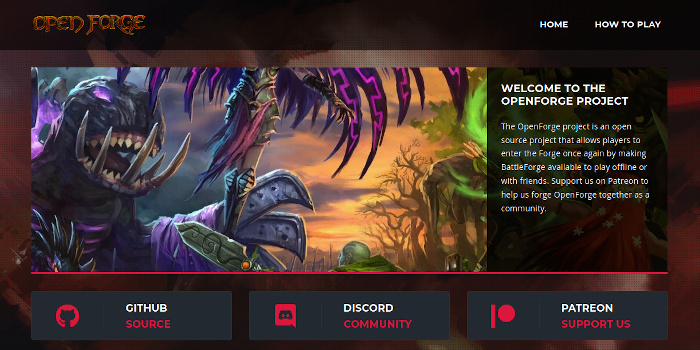 OPEN FORGE
HOME
HOW TO PLAY
WELCOME TO THE
OPENFORGE PROJECT
The OpenForge project is an open
source project that allows players to
enter the Forge once again by making
BattleForge available to play offline or
with friends. Support us on Patreon to
help us forge OpenForge together as a
community.
GITHUB
SOURCE
DISCORD
COMMUNITY
PATREON
SUPPORT US